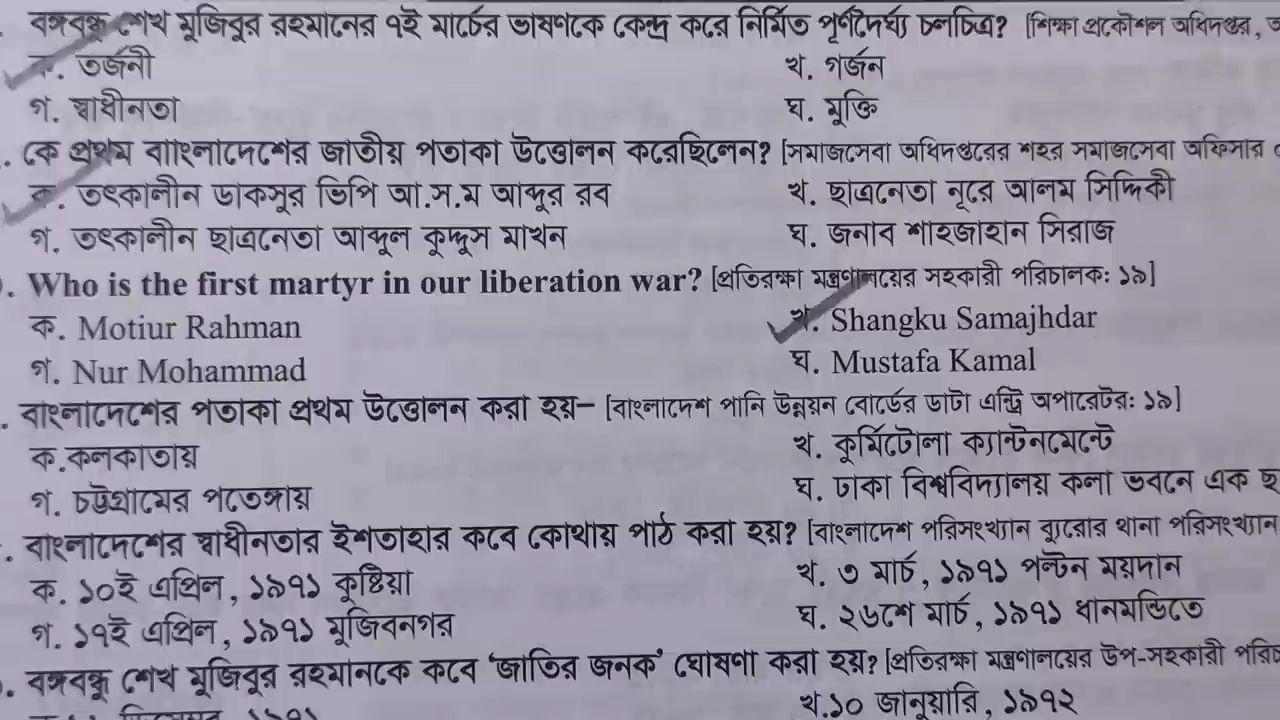 . বঙ্গবন্ধু শেখ মুজিবুর রহমানের ৭ই মার্চের ভাষণকে কেন্দ্র করে নির্মিত পূর্ণদৈর্ঘ্য চলচিত্র? [শিক্ষা প্রকৌশল অধিদপ্তর,
ক. তর্জনী খ. গর্জন
গ. স্বাধীনতা ঘ. মুক্তি
. কে প্রথম বাংলাদেশের জাতীয় পতাকা উত্তোলন করেছিলেন? [সমাজসেবা অধিদপ্তরের শহর সমাজসেবা অফিসার
ক. তৎকালীন ডাকসুর ভিপি আ.স.ম আব্দুর রব খ. ছাত্রনেতা নূরে আলম সিদ্দিকী
গ. তৎকালীন ছাত্রনেতা আব্দুল কুদ্দুস মাখন ঘ. জনাব শাহজাহান সিরাজ
. Who is the first martyr in our liberation war? [প্রতিরক্ষা মন্ত্রণালয়ের সহকারী পরিচালক: ১৯]
ক. Motiur Rahman খ. Shangku Samajhdar
গ. Nur Mohammad ঘ. Mustafa Kamal
. বাংলাদেশের পতাকা প্রথম উত্তোলন করা হয়– [বাংলাদেশ পানি উন্নয়ন বোর্ডের ডাটা এন্ট্রি অপারেটর: ১৯]
ক.কলকাতায় খ. কুর্মিটোলা ক্যান্টনমেন্টে
গ. চট্টগ্রামের পতেঙ্গায় ঘ. ঢাকা বিশ্ববিদ্যালয় কলা ভবনে এক ছ
. বাংলাদেশের স্বাধীনতার ইশতাহার কবে কোথায় পাঠ করা হয়? [বাংলাদেশ পরিসংখ্যান ব্যুরোর থানা পরিসংখ্যান
ক. ১০ই এপ্রিল, ১৯৭১ কুষ্টিয়া খ. ৩ মার্চ, ১৯৭১ পল্টন ময়দান
গ. ১৭ই এপ্রিল, ১৯৭১ মুজিবনগর ঘ. ২৬শে মার্চ, ১৯৭১ ধানমন্ডিতে
. বঙ্গবন্ধু শেখ মুজিবুর রহমানকে কবে ‘জাতির জনক’ ঘোষণা করা হয়? [প্রতিরক্ষা মন্ত্রণালয়ের উপ-সহকারী পরিচ
খ.১০ জানুয়ারি, ১৯৭২